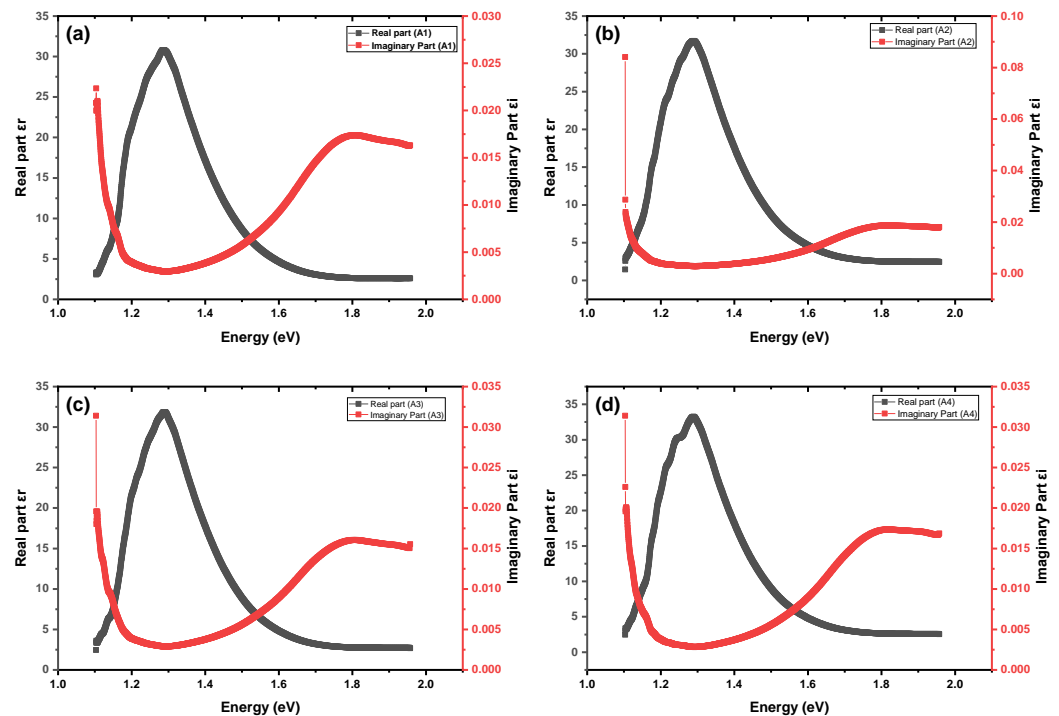 (a)
Real part (A1)
Imaginary Part (A1)
Real part εr
Imaginary Part εi
35
30
25
20
15
10
5
0
0.030
0.025
0.020
0.015
0.010
0.005
0.000
1.0 1.2 1.4 1.6 1.8 2.0
Energy (eV)
(b)
Real part (A2)
Imaginary Part (A2)
Real part εr
Imaginary Part εi
35
30
25
20
15
10
5
0
0.10
0.08
0.06
0.04
0.02
0.00
1.0 1.2 1.4 1.6 1.8 2.0
Energy (eV)
(c)
Real part (A3)
Imaginary Part (A3)
Real part εr
Imaginary Part εi
35
30
25
20
15
10
5
0
0.035
0.030
0.025
0.020
0.015
0.010
0.005
0.000
1.0 1.2 1.4 1.6 1.8 2.0
Energy (eV)
(d)
Real part (A4)
Imaginary Part (A4)
Real part εr
Imaginary Part εi
35
30
25
20
15
10
5
0
0.035
0.030
0.025
0.020
0.015
0.010
0.005
0.000
1.0 1.2 1.4 1.6 1.8 2.0
Energy (eV)